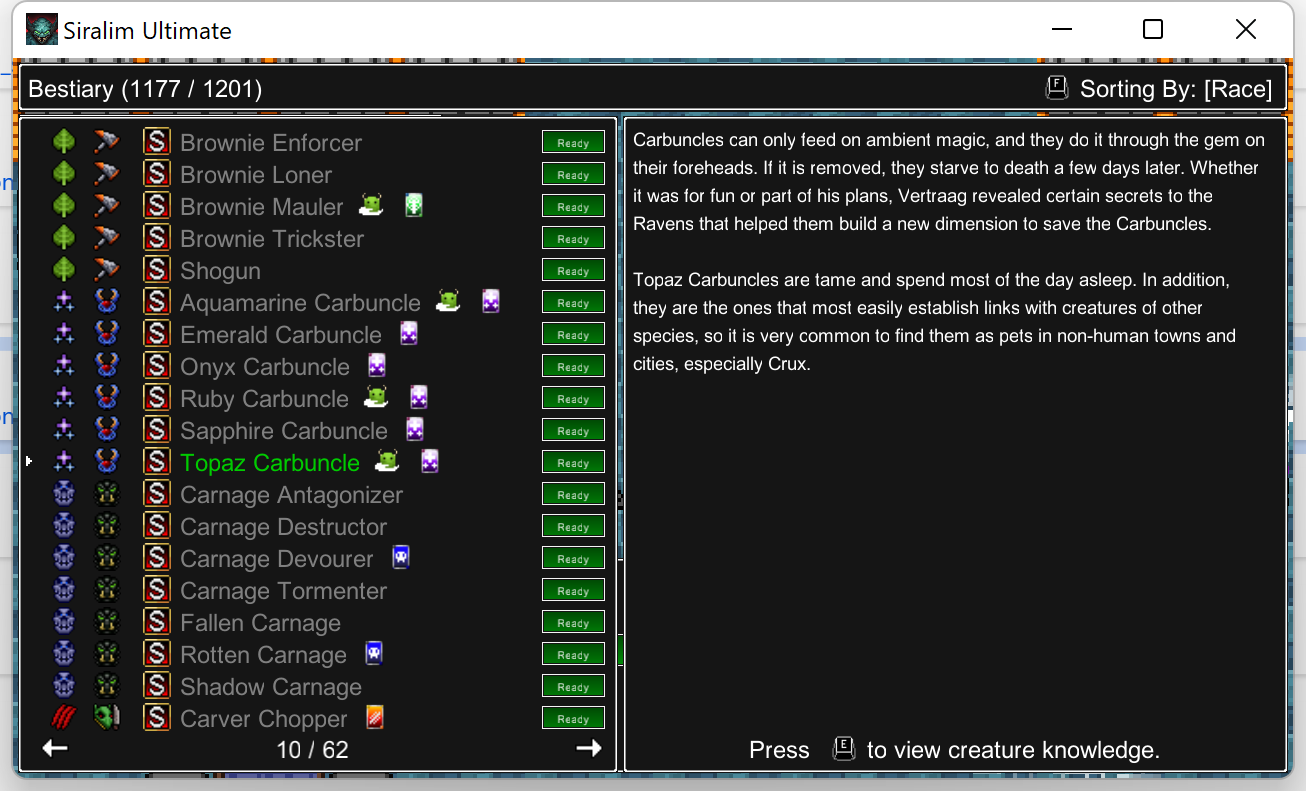 Siralim Ultimate
Bestiary (1177 / 1201)
F Sorting By: [Race]
S Brownie Enforcer Ready
S Brownie Loner Ready
S Brownie Mauler Ready
S Brownie Trickster Ready
S Shogun Ready
S Aquamarine Carbuncle Ready
S Emerald Carbuncle Ready
S Onyx Carbuncle Ready
S Ruby Carbuncle Ready
S Sapphire Carbuncle Ready
S Topaz Carbuncle Ready
S Carnage Antagonizer Ready
S Carnage Destructor Ready
S Carnage Devourer Ready
S Carnage Tormenter Ready
S Fallen Carnage Ready
S Rotten Carnage Ready
S Shadow Carnage Ready
S Carver Chopper Ready
10 / 62
Carbuncles can only feed on ambient magic, and they do it through the gem on
their foreheads. If it is removed, they starve to death a few days later. Whether
it was for fun or part of his plans, Vertraag revealed certain secrets to the
Ravens that helped them build a new dimension to save the Carbuncles.
Topaz Carbuncles are tame and spend most of the day asleep. In addition,
they are the ones that most easily establish links with creatures of other
species, so it is very common to find them as pets in non-human towns and
cities, especially Crux.
Press E to view creature knowledge.